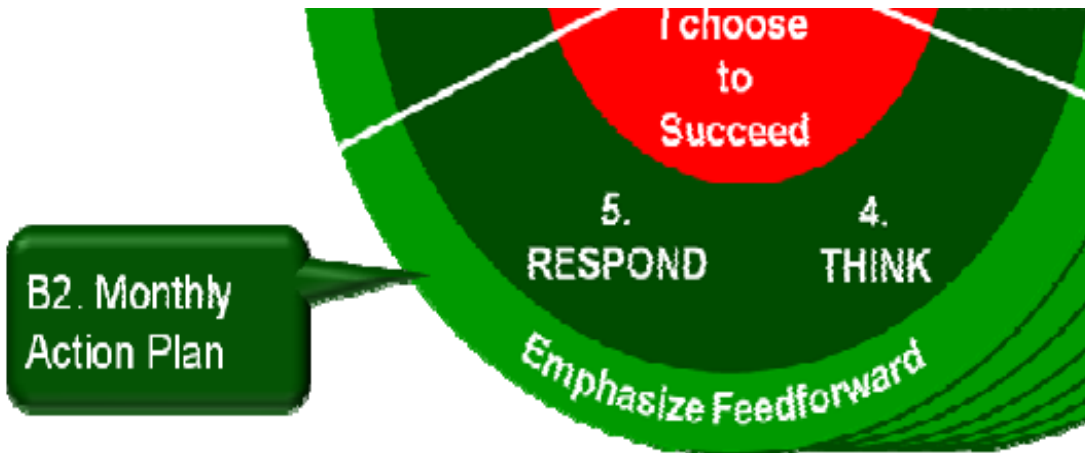 I choose
to
Succeed
5.
RESPOND
4.
THINK
B2. Monthly
Action Plan
Emphasize Feedforward